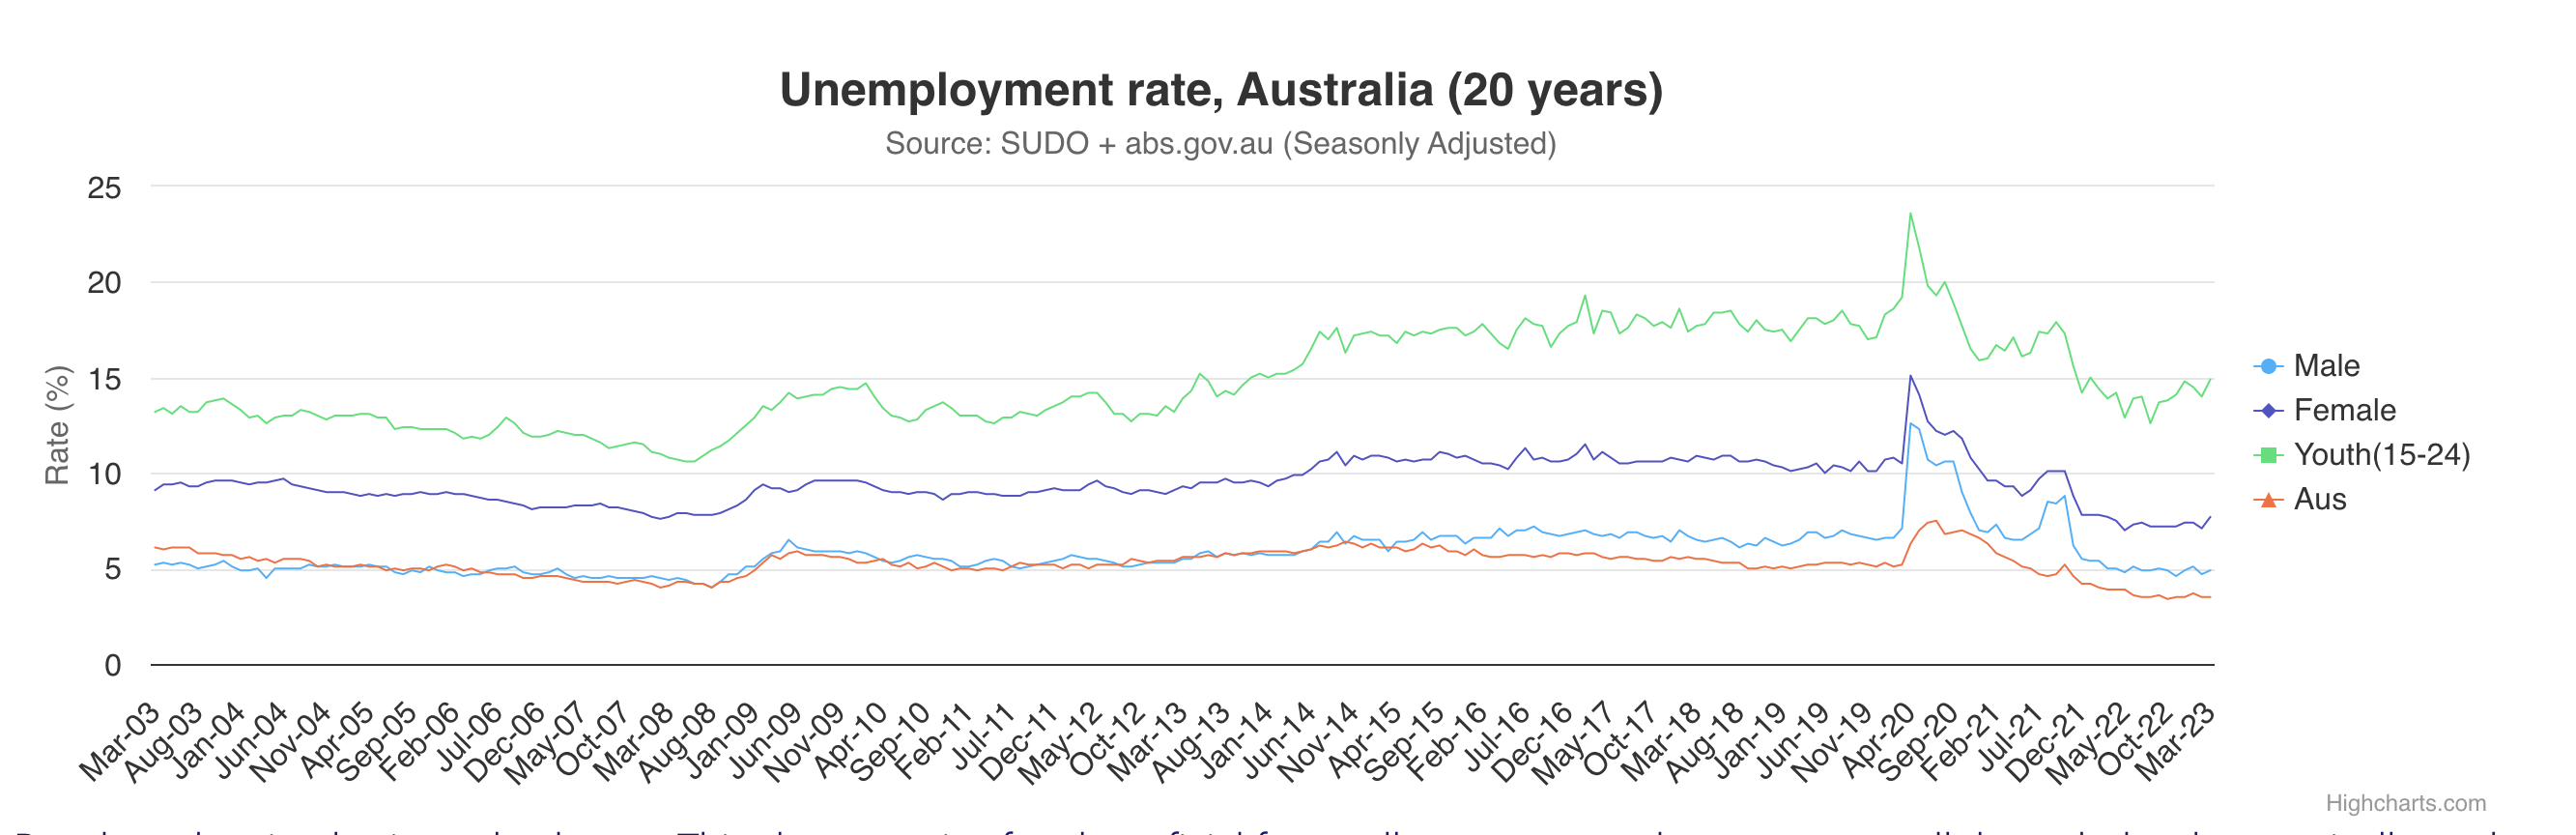 Unemployment rate, Australia (20 years)
Source: SUDO + abs.gov.au (Seasonly Adjusted)
Rate (%)
25
20
15
10
5
0
Mar-03
Aug-03
Jan-04
Jun-04
Nov-04
Apr-05
Sep-05
Feb-06
Jul-06
Dec-06
May-07
Oct-07
Mar-08
Aug-08
Jan-09
Jun-09
Nov-09
Apr-10
Sep-10
Feb-11
Jul-11
Dec-11
May-12
Oct-12
Mar-13
Aug-13
Jan-14
Jun-14
Nov-14
Apr-15
Sep-15
Feb-16
Jul-16
Dec-16
May-17
Oct-17
Mar-18
Aug-18
Jan-19
Jun-19
Nov-19
Apr-20
Sep-20
Feb-21
Jul-21
Dec-21
May-22
Oct-22
Mar-23
Male
Female
Youth(15-24)
Aus
Highcharts.com